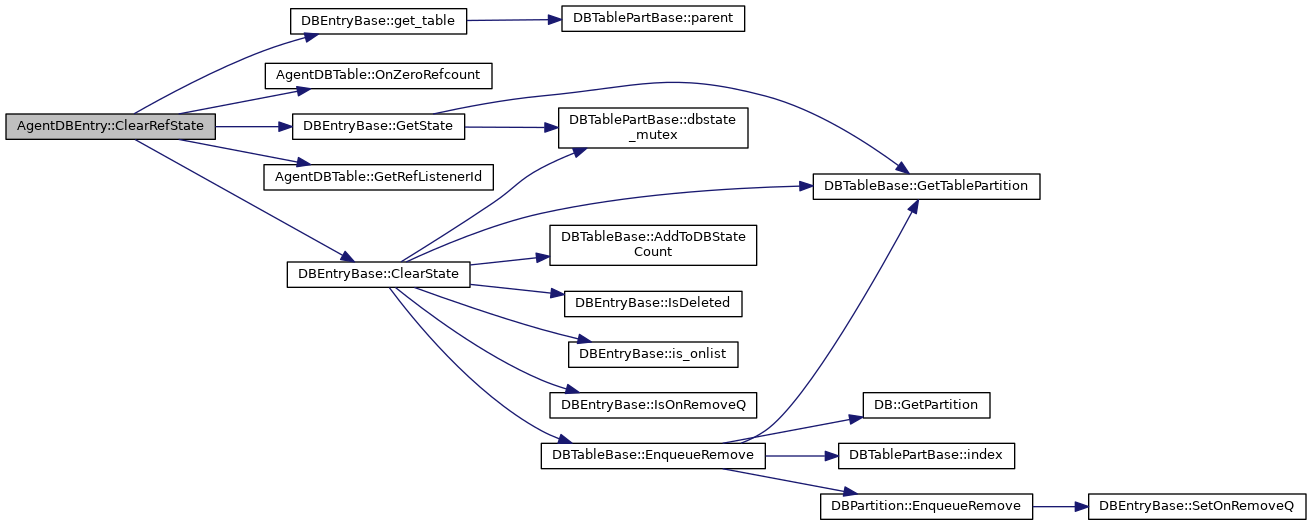 AgentDBEntry::ClearRefState
DBEntryBase::get_table
DBTablePartBase::parent
AgentDBTable::OnZeroRefcount
DBEntryBase::GetState
DBTablePartBase::dbstate
_mutex
AgentDBTable::GetRefListenerId
DBTableBase::GetTablePartition
DBEntryBase::ClearState
DBTableBase::AddToDBState
Count
DBEntryBase::IsDeleted
DBEntryBase::is_onlist
DBEntryBase::IsOnRemoveQ
DBTableBase::EnqueueRemove
DB::GetPartition
DBTablePartBase::index
DBPartition::EnqueueRemove
DBEntryBase::SetOnRemoveQ